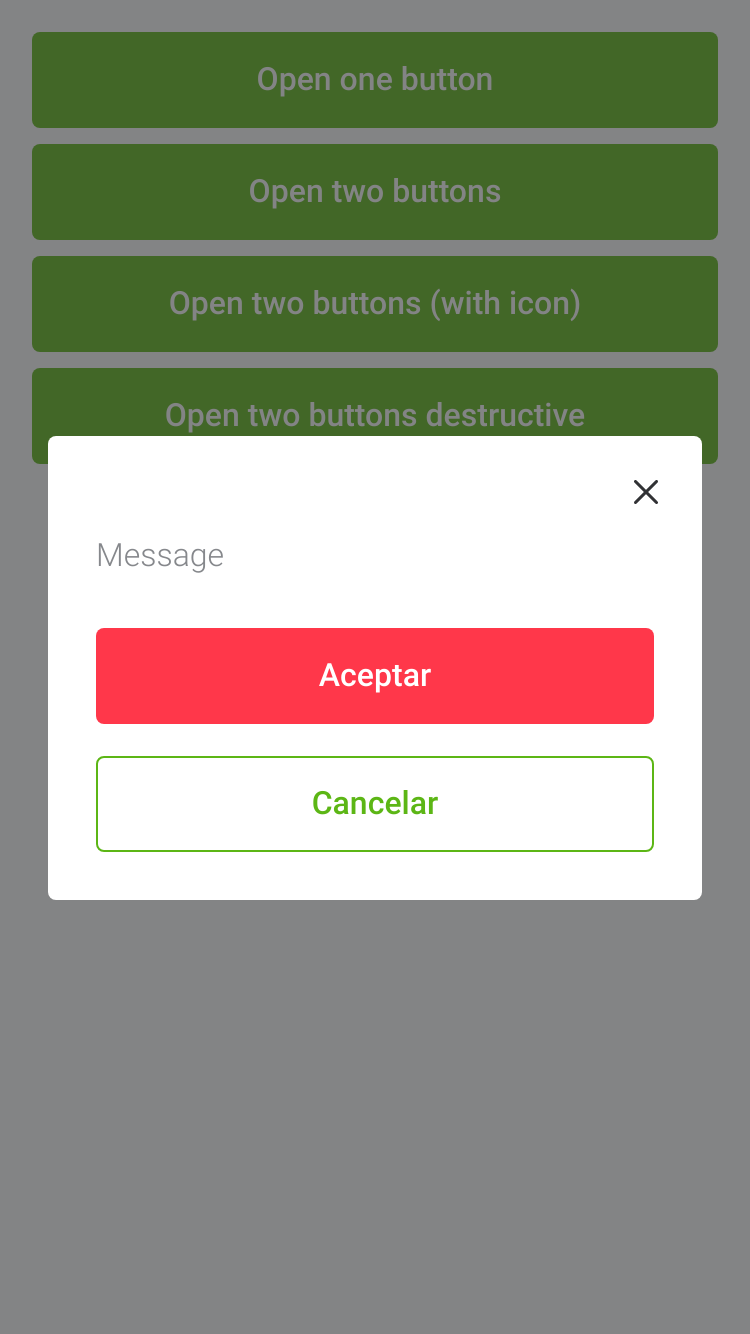 Open one button
Open two buttons
Open two buttons (with icon)
Open two buttons destructive
Message
Aceptar
Cancelar